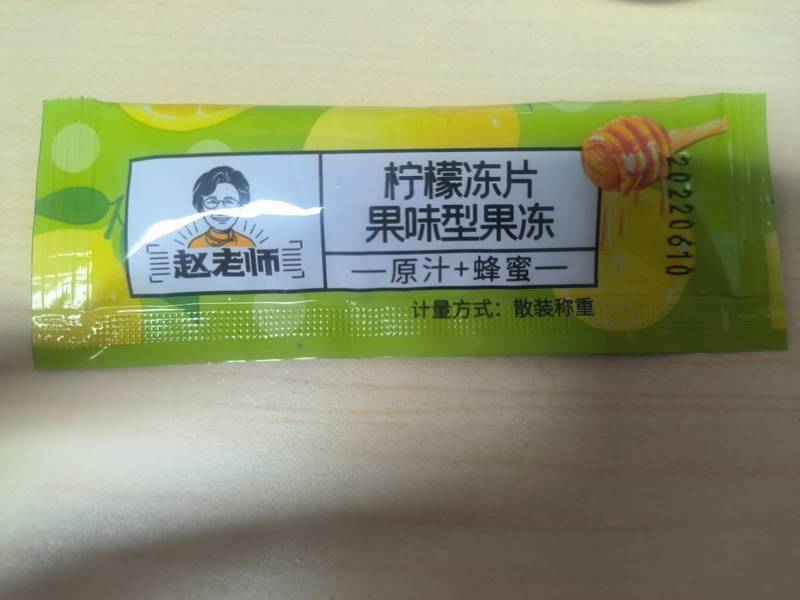 赵老师
柠檬冻片
果味型果冻
原汁+蜂蜜
计量方式：散装称重
20220610